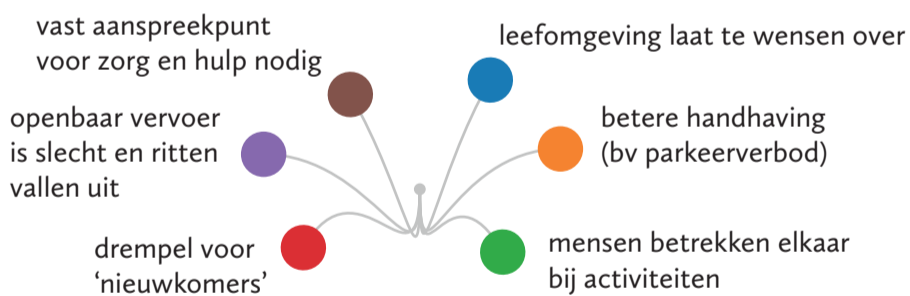 vast aanspreekpunt
voor zorg en hulp nodig
leefomgeving laat te wensen over
openbaar vervoer
is slecht en ritten
vallen uit
betere handhaving
(bv parkeerverbod)
drempel voor
‘nieuwkomers’
mensen betrekken elkaar
bij activiteiten